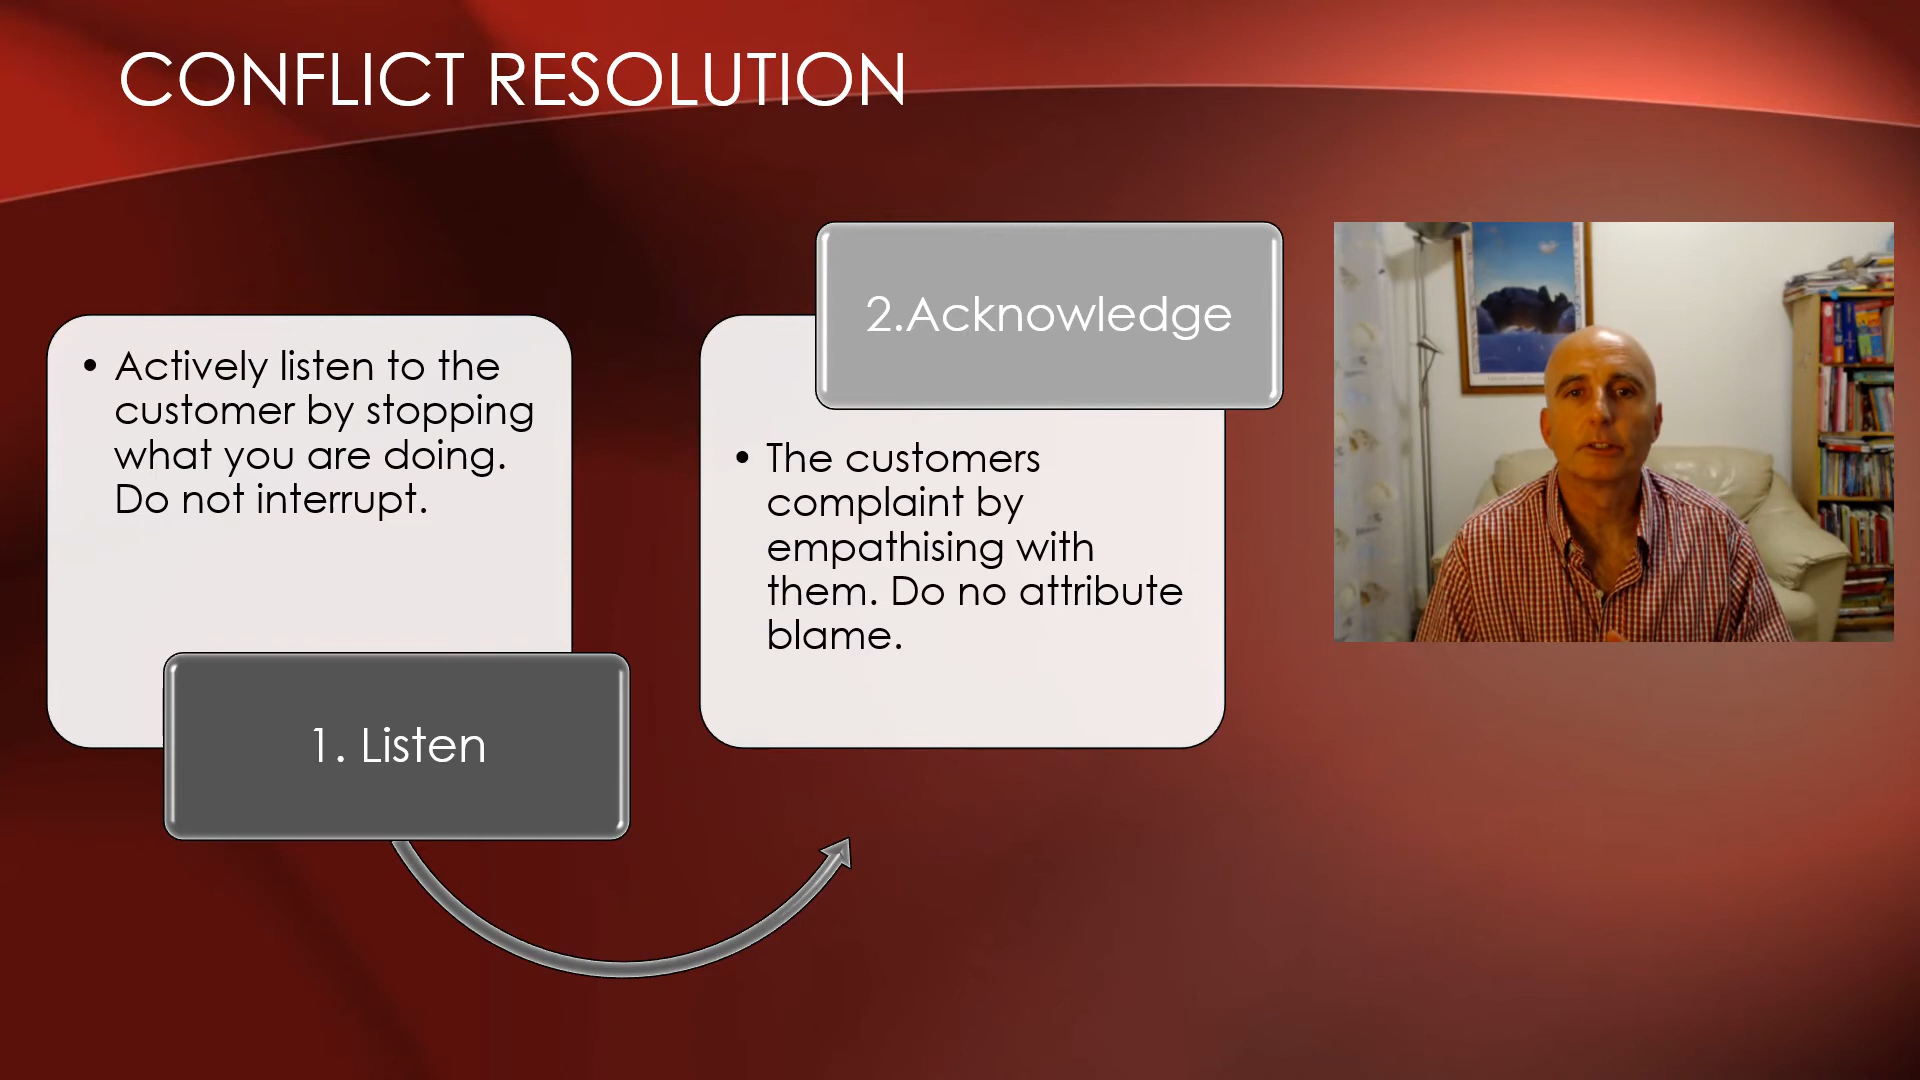 CONFLICT RESOLUTION
• Actively listen to the
customer by stopping
what you are doing.
Do not interrupt.
1. Listen
2.Acknowledge
• The customers
complaint by
empathising with
them. Do no attribute
blame.